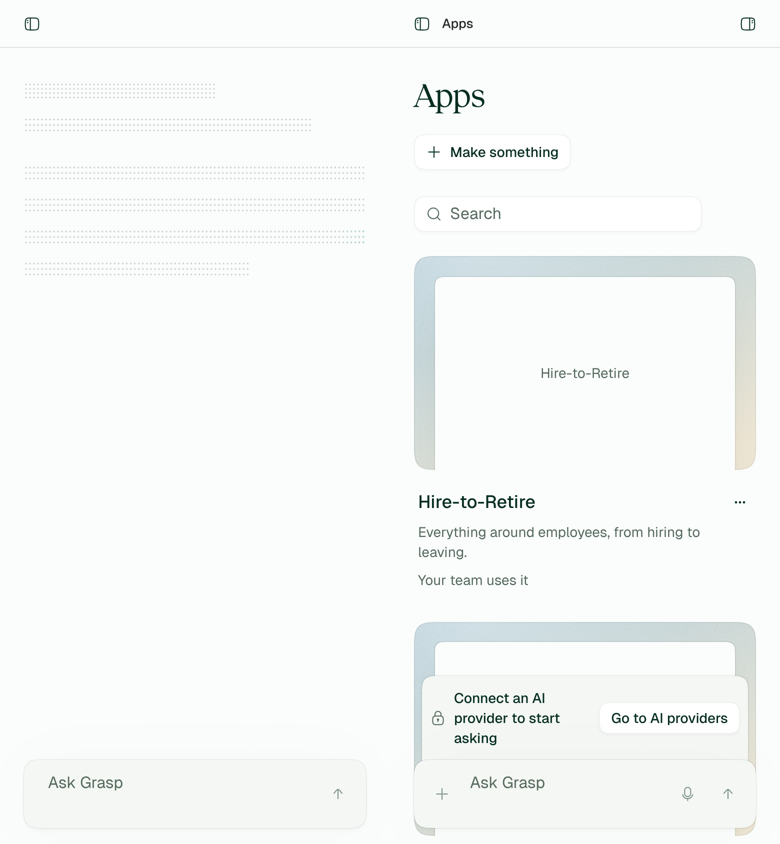 Ask Grasp
Apps
Apps
Make something
Search
Hire-to-Retire
Hire-to-Retire
Everything around employees, from hiring to
leaving.
Your team uses it
Connect an AI
provider to start
asking
Go to AI providers
Ask Grasp